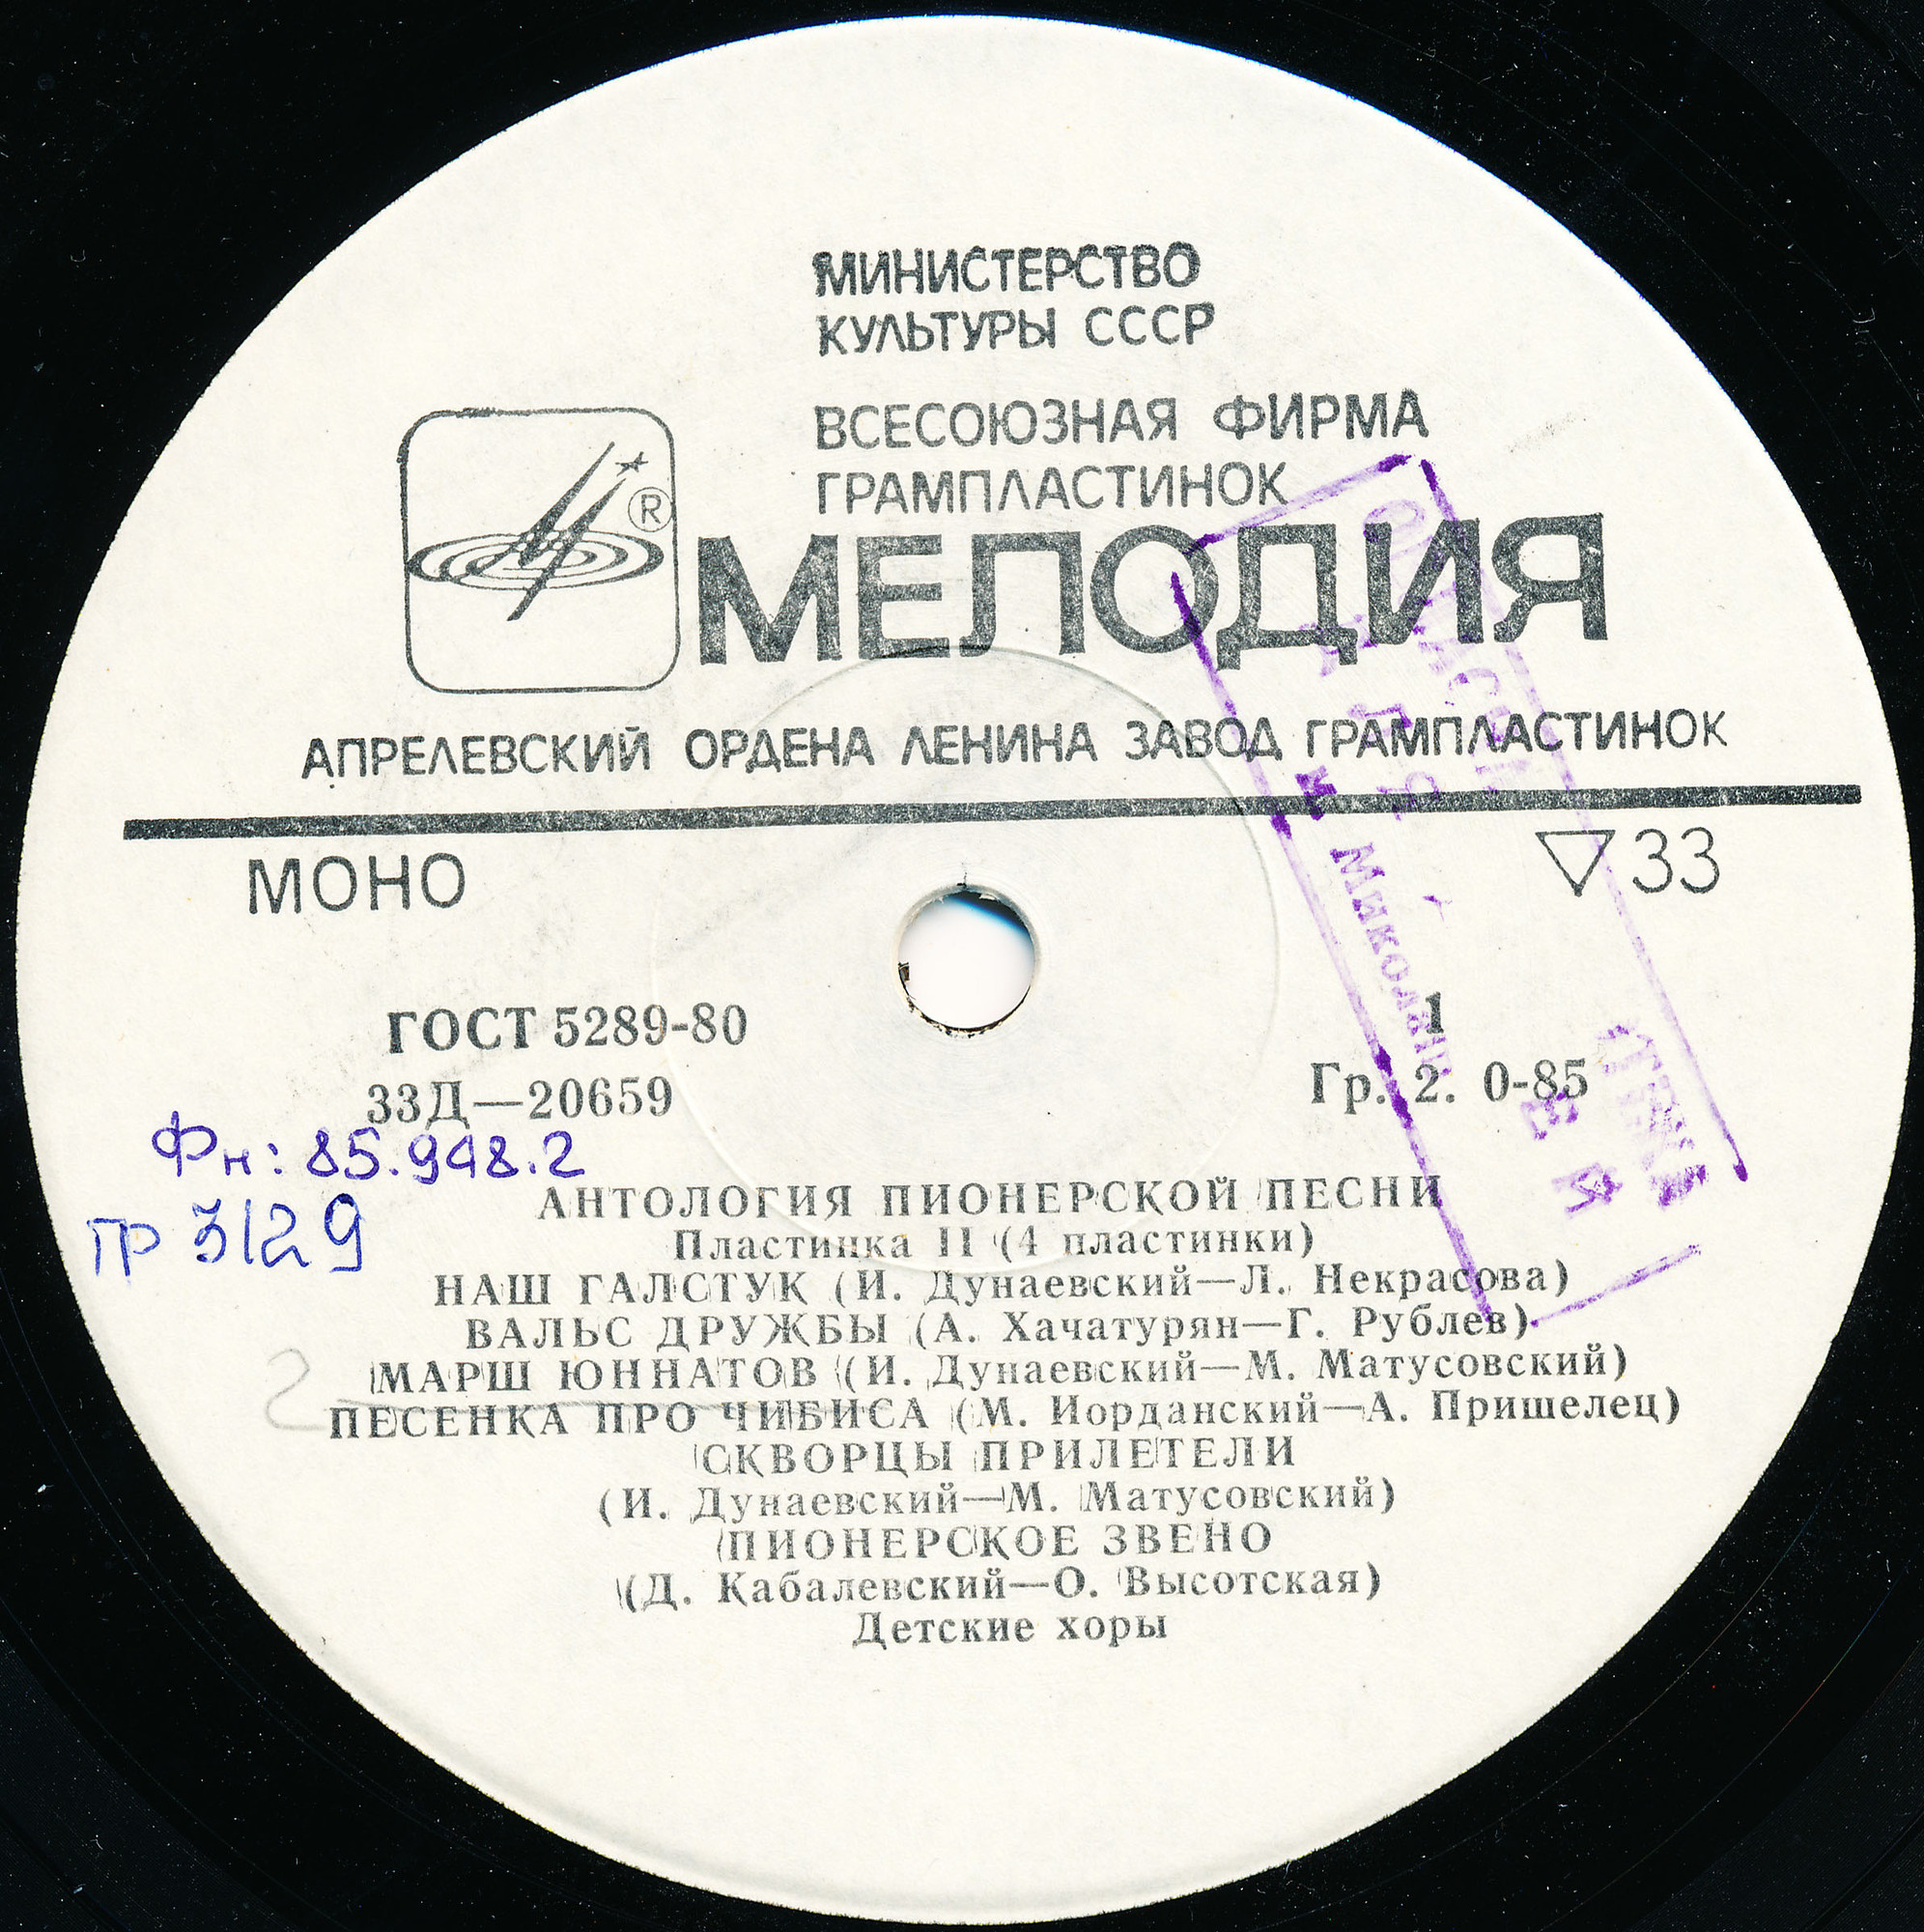 МИНИСТЕРСТВО
КУЛЬТУРЫ СССР
ВСЕСОЮЗНАЯ ФИРМА
ГРАМПЛАСТИНОК
®
МЕЛОДИЯ
АПРЕЛЕВСКИЙ ОРДЕНА ЛЕНИНА ЗАВОД ГРАМПЛАСТИНОК
МОНО
▽33
ГОСТ 5289-80
1
33Д—20659
Гр. 2. 0-85
Фн: 85.948.2
гр 3129
АНТОЛОГИЯ ПИОНЕРСКОЙ ПЕСНИ
Пластинка II (4 пластинки)
НАШ ГАЛСТУК (И. Дунаевский—Л. Некрасова)
ВАЛЬС ДРУЖБЫ (А. Хачатурян—Г. Рублев)
МАРШ ЮННАТОВ (И. Дунаевский—М. Матусовский)
2
ПЕСЕНКА ПРО ЧИБИСА (М. Иорданский—А. Пришелец)
СКВОРЦЫ ПРИЛЕТЕЛИ
(И. Дунаевский—М. Матусовский)
ПИОНЕРСКОЕ ЗВЕНО
(Д. Кабалевский—О. Высотская)
Детские хоры